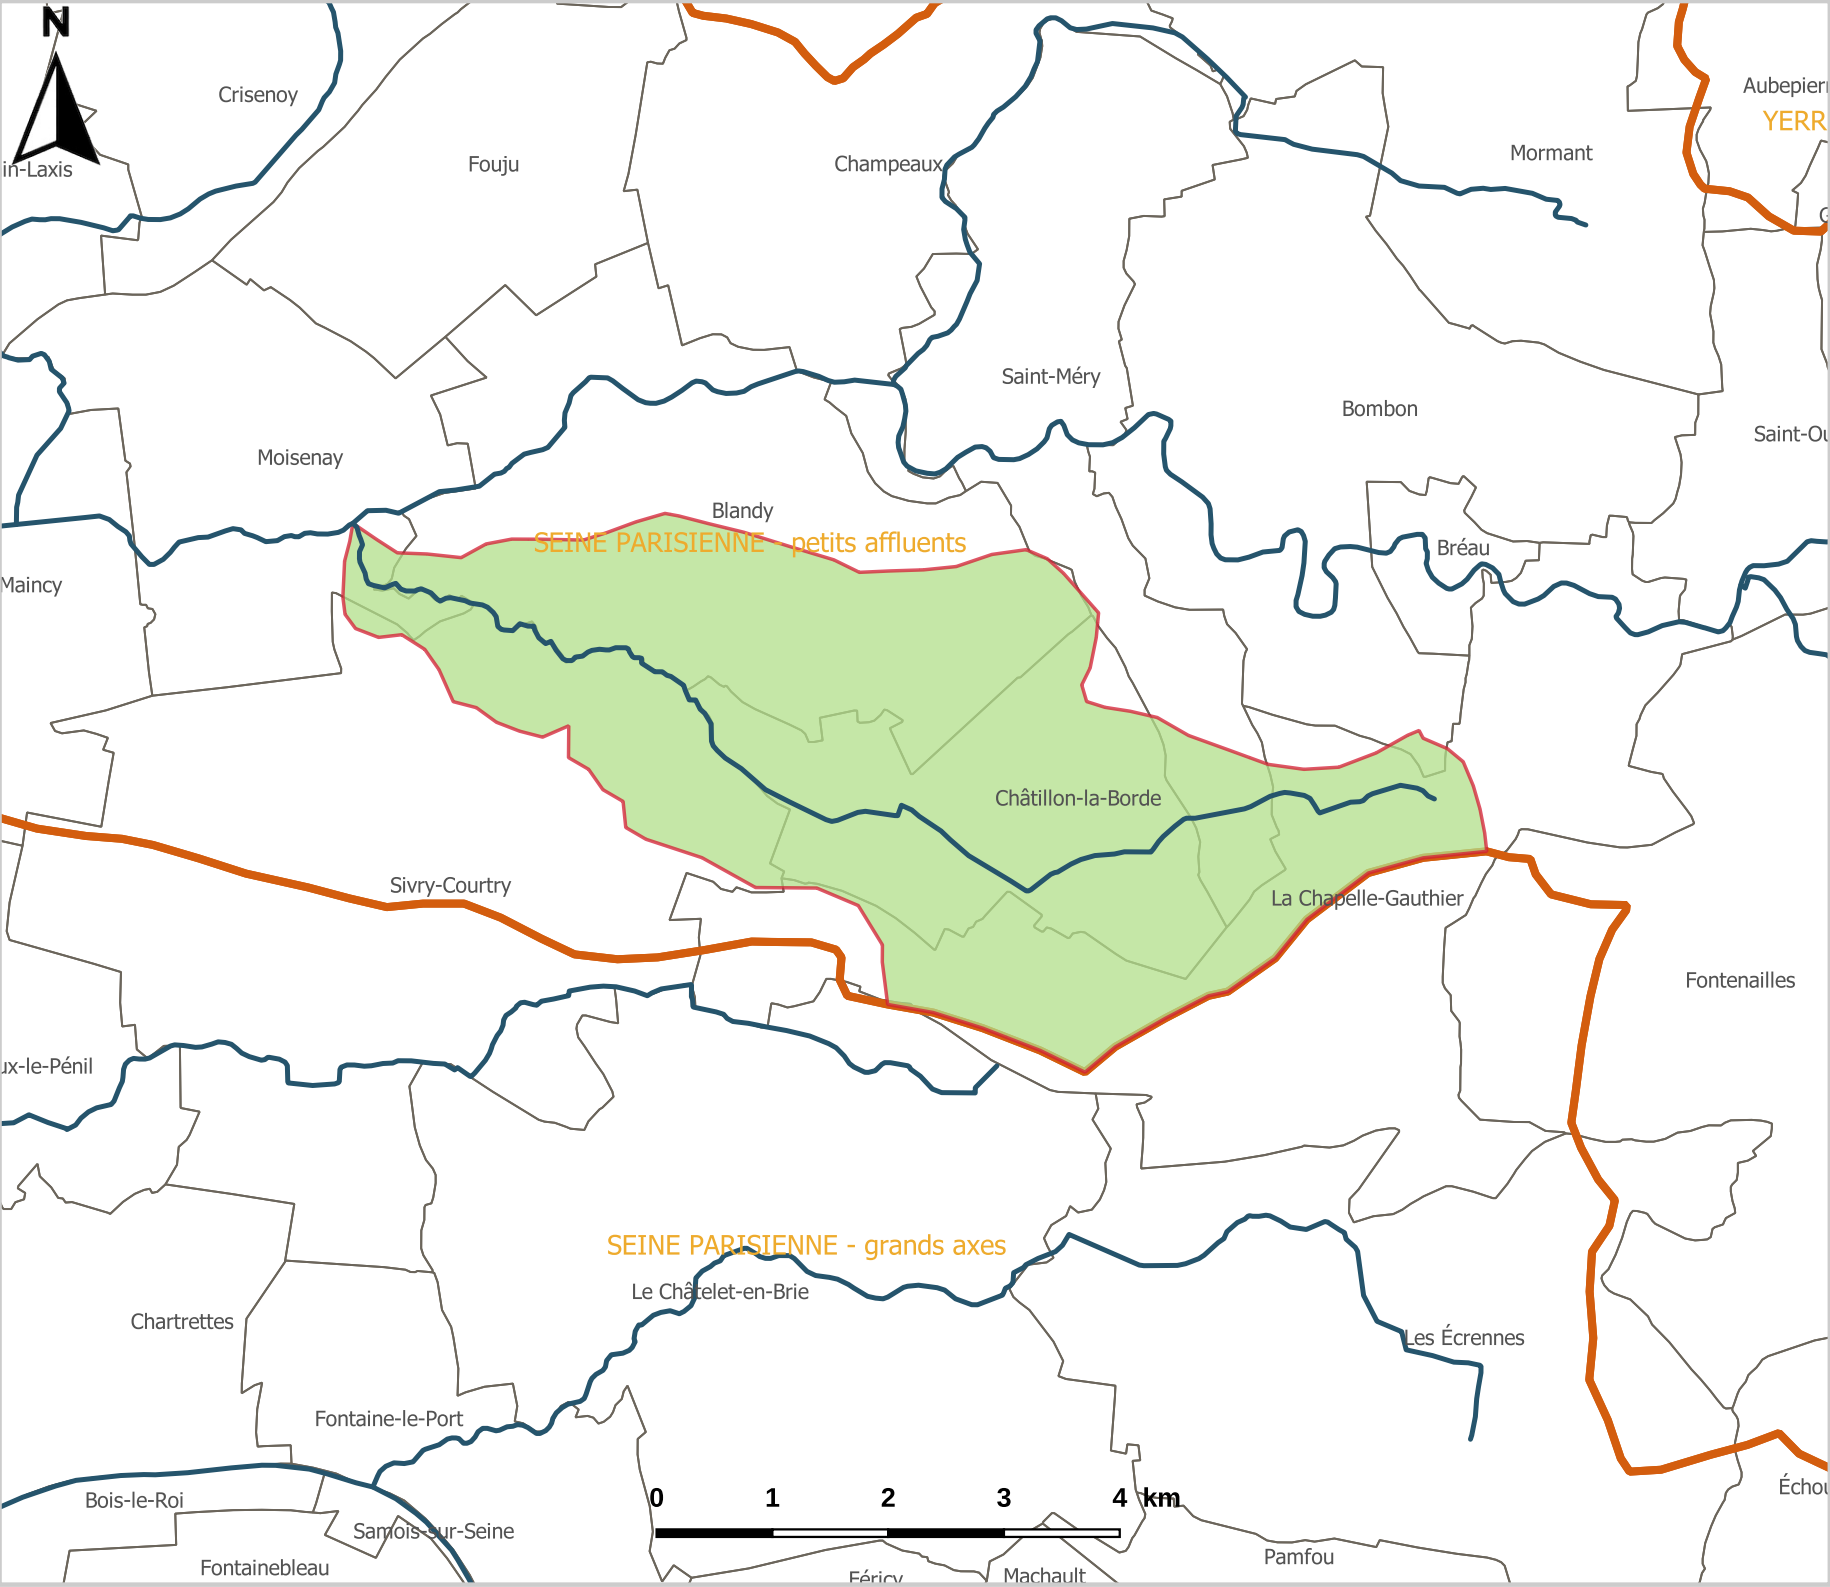 N
Crisenoy
Aubepierr
YERR
in-Laxis
Fouju
Champeaux
Mormant
Saint-Méry
Bombon
Saint-Ou
Moisenay
Blandy
SEINE PARISIENNE - petits affluents
Bréau
Maincy
Châtillon-la-Borde
Sivry-Courtry
La Chapelle-Gauthier
Fontenailles
ux-le-Pénil
SEINE PARISIENNE - grands axes
Le Châtelet-en-Brie
Chartrettes
Les Écrennes
Fontaine-le-Port
Échou
Bois-le-Roi
0 1 2 3 4 km
Samois-sur-Seine
Pamfou
Fontainebleau
Féricy
Machault